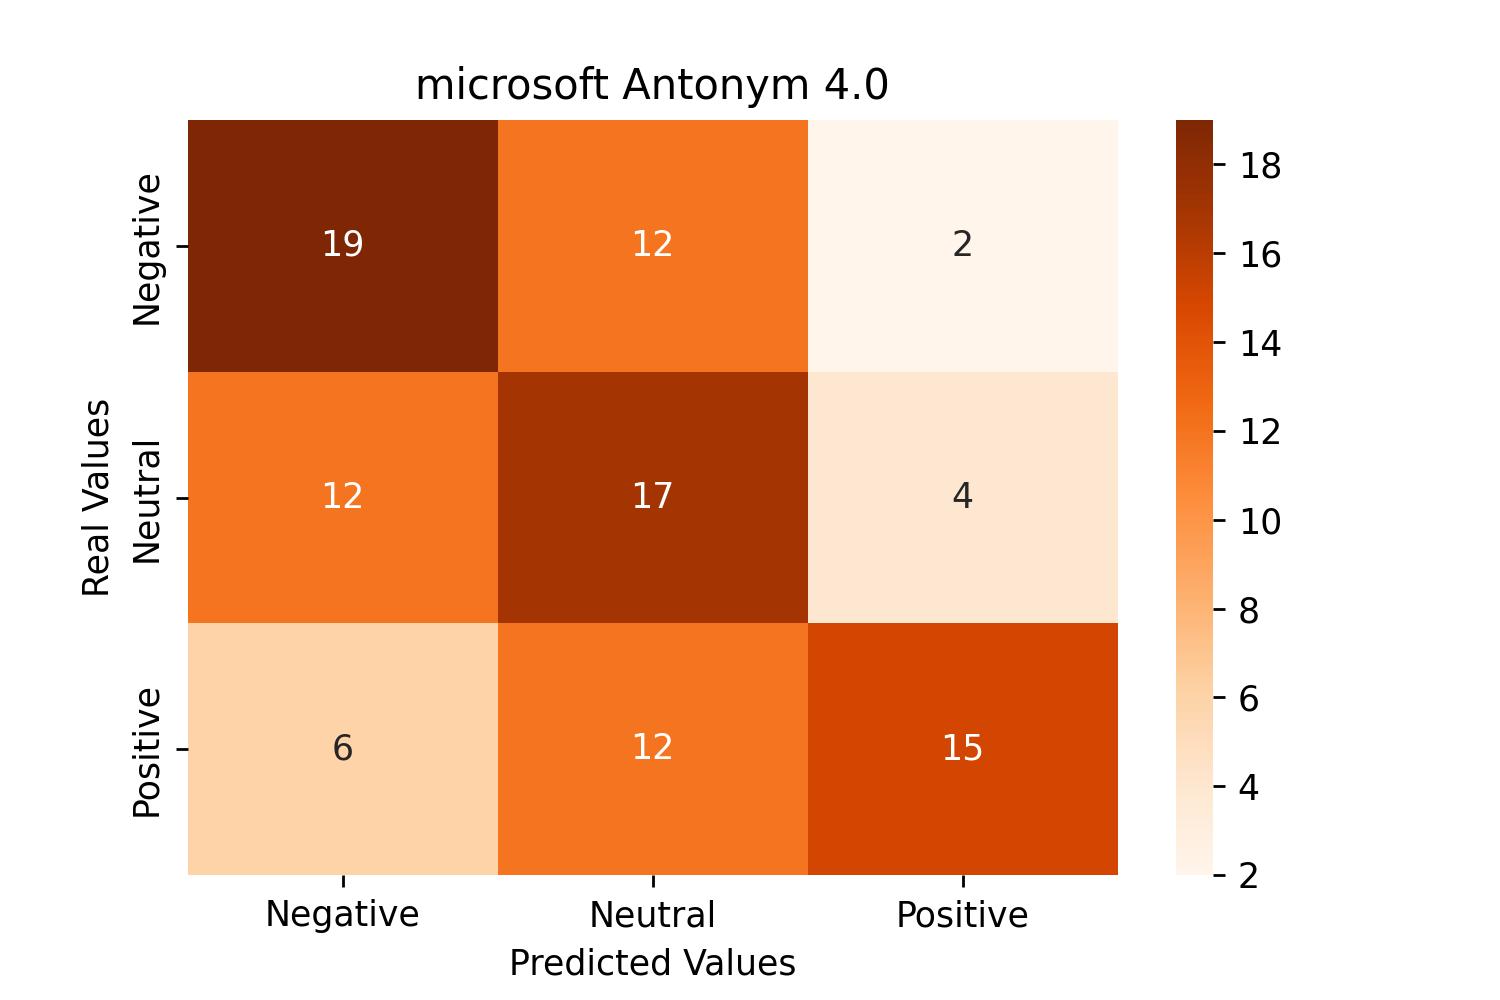 microsoft Antonym 4.0
Real Values
Negative
19 12 2
Neutral
12 17 4
Positive
6 12 15
Negative Neutral Positive
Predicted Values
18
16
14
12
10
8
6
4
2